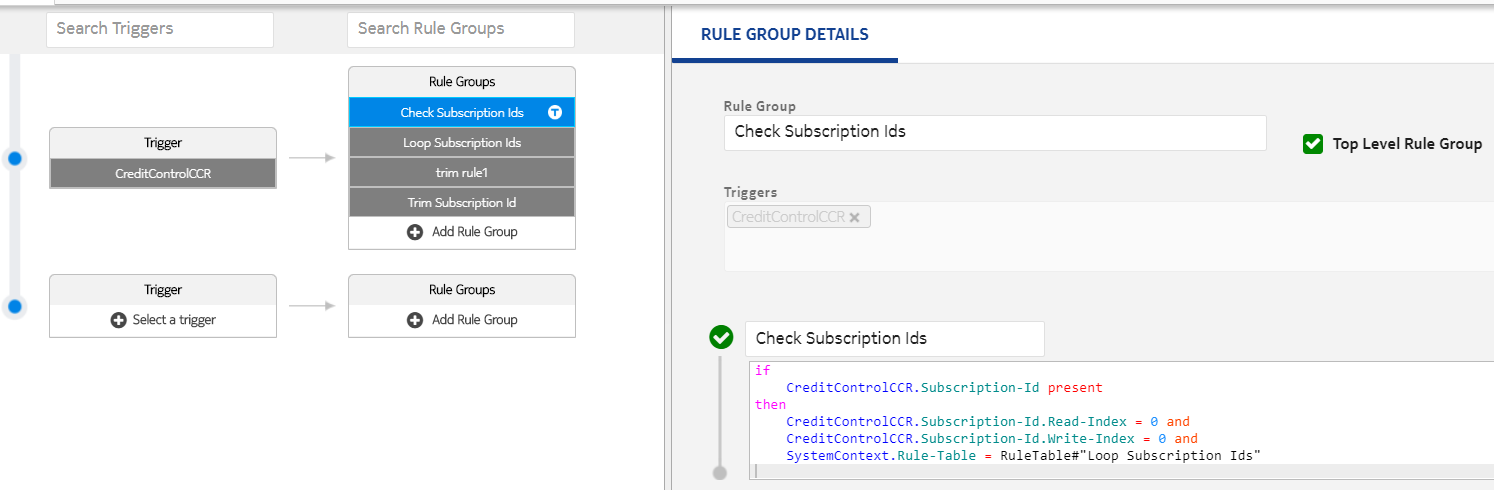 Search Triggers
Search Rule Groups
Rule Groups
Check Subscription Ids T
Loop Subscription Ids
trim rule1
Trim Subscription Id
Add Rule Group
Trigger
CreditControlCCR
Trigger
Select a trigger
Rule Groups
Add Rule Group
RULE GROUP DETAILS
Rule Group
Check Subscription Ids
Top Level Rule Group
Triggers
CreditControlCCR
Check Subscription Ids
if
    CreditControlCCR.Subscription-Id present
then
    CreditControlCCR.Subscription-Id.Read-Index = 0 and
    CreditControlCCR.Subscription-Id.Write-Index = 0 and
    SystemContext.Rule-Table = RuleTable#"Loop Subscription Ids"